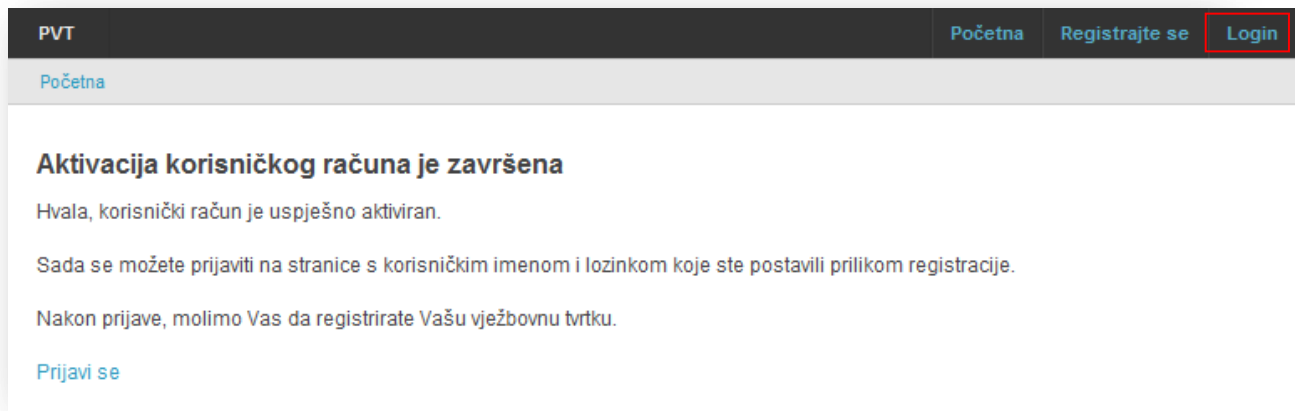 PVT Početna Registrajte se Login
Početna
Aktivacija korisničkog računa je završena
Hvala, korisnički račun je uspješno aktiviran.
Sada se možete prijaviti na stranice s korisničkim imenom i lozinkom koje ste postavili prilikom registracije.
Nakon prijave, molimo Vas da registrirate Vašu vježbovnu tvrtku.
Prijavi se